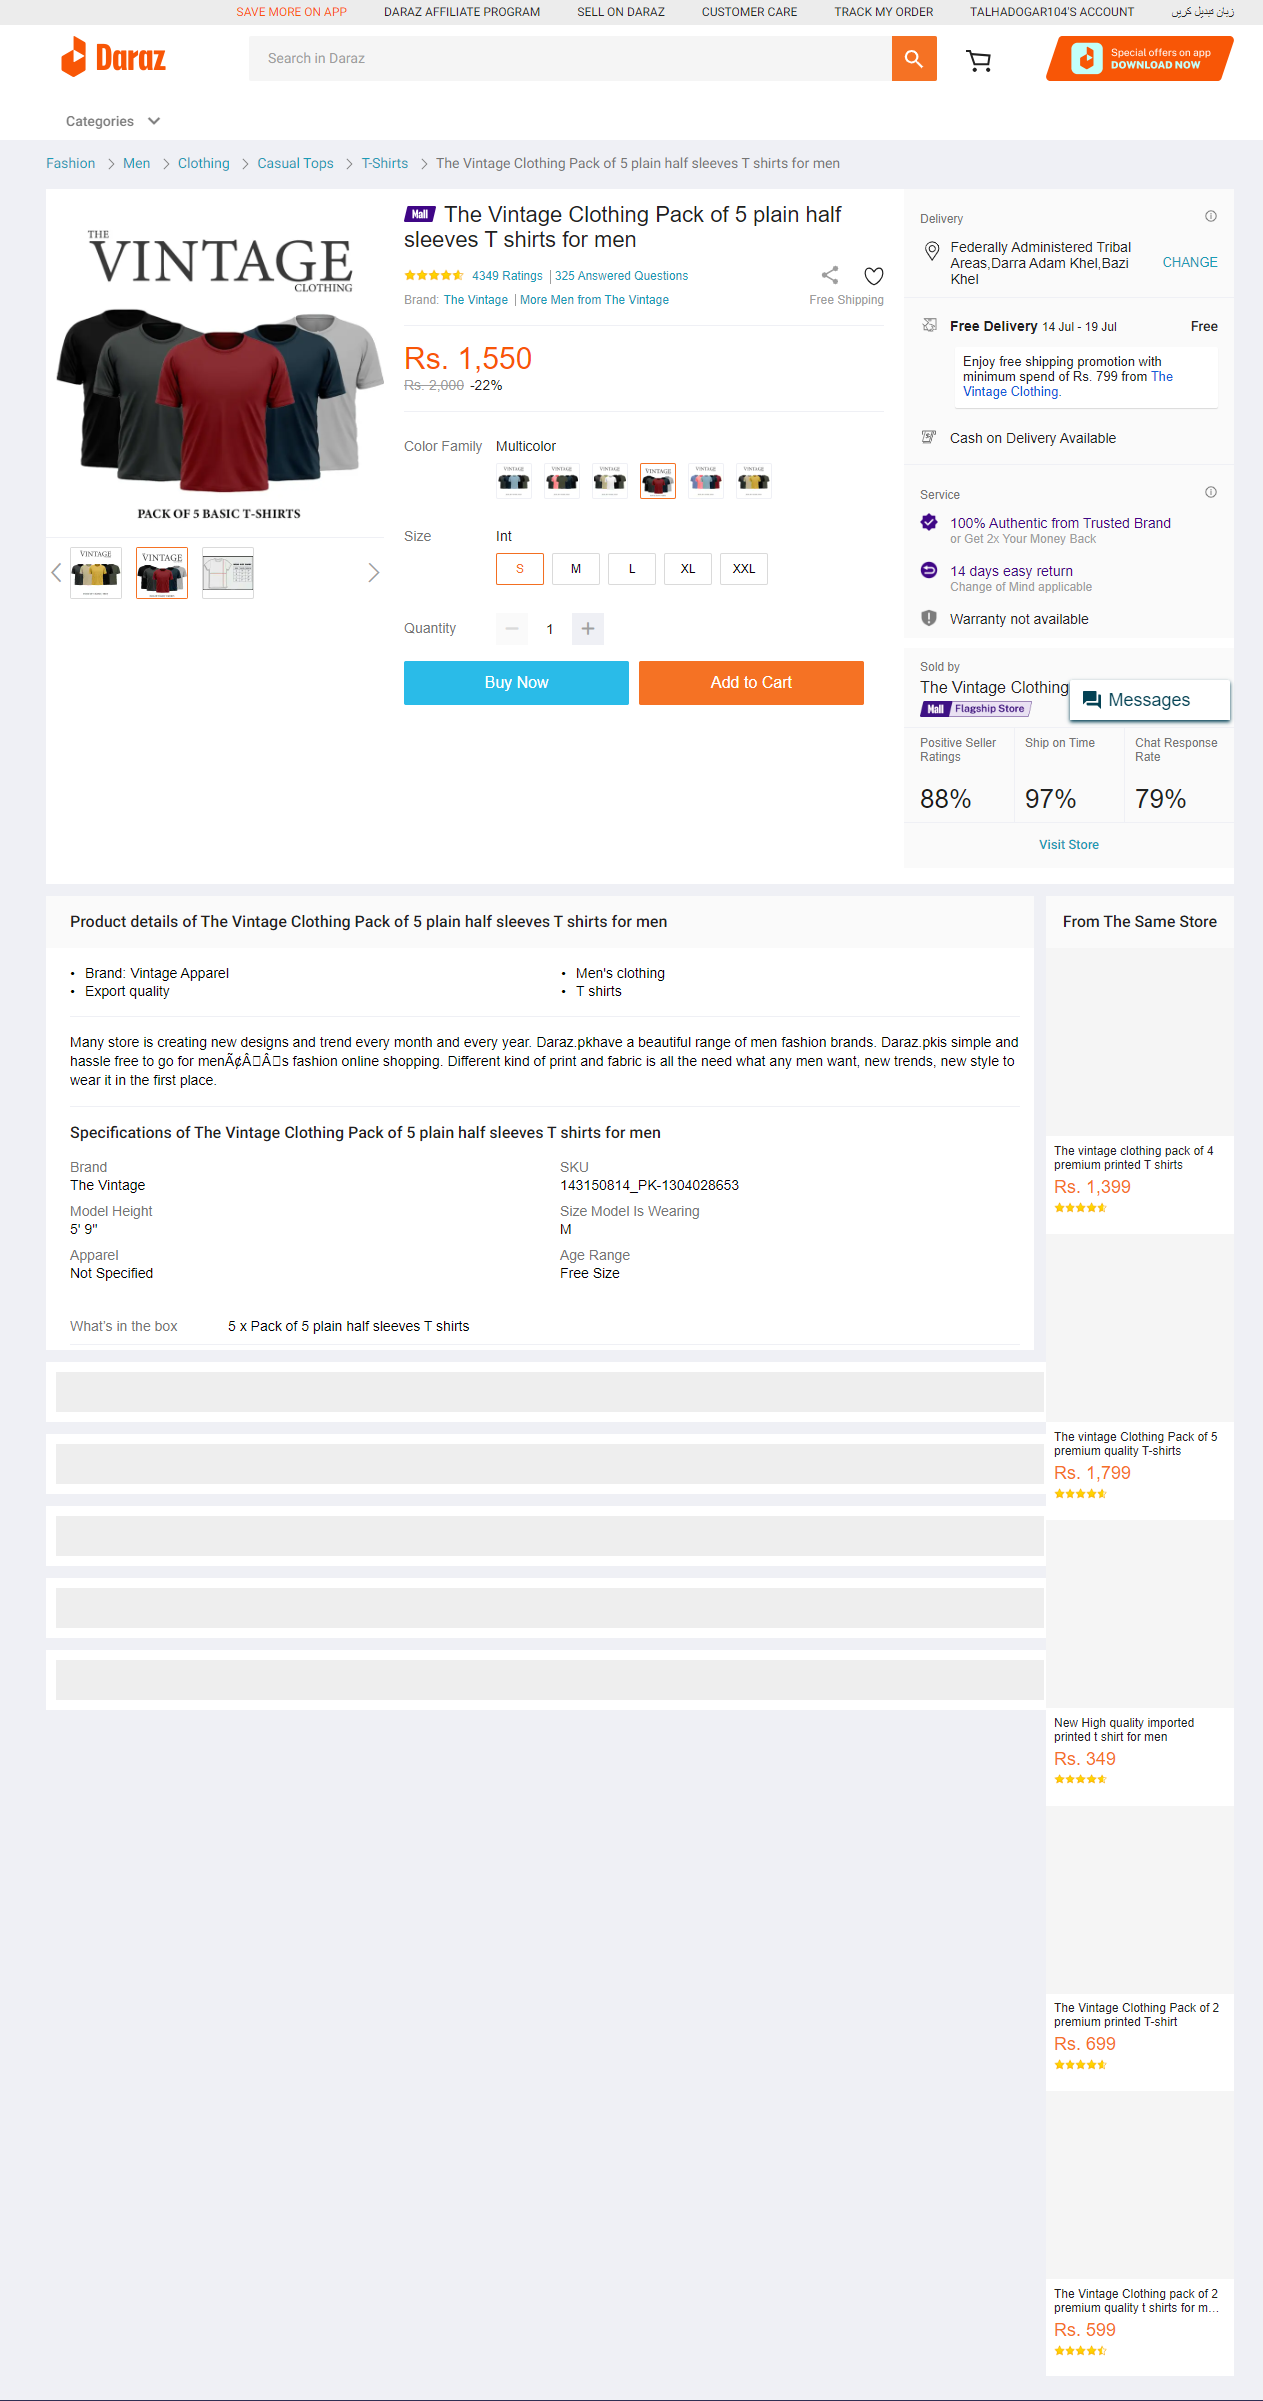 SAVE MORE ON APP
DARAZ AFFILIATE PROGRAM
SELL ON DARAZ
CUSTOMER CARE
TRACK MY ORDER
TALHADOGAR104'S ACCOUNT
زبان تبدیل کریں
Daraz
Search in Daraz
Special offers on app
DOWNLOAD NOW
Categories
Fashion
Men
Clothing
Casual Tops
T-Shirts
The Vintage Clothing Pack of 5 plain half sleeves T shirts for men
THE
VINTAGE
CLOTHING
PACK OF 5 BASIC T-SHIRTS
VINTAGE
VINTAGE
Mall The Vintage Clothing Pack of 5 plain half
sleeves T shirts for men
4349 Ratings | 325 Answered Questions
Brand: The Vintage | More Men from The Vintage
Free Shipping
Rs. 1,550
Rs. 2,000 -22%
Color Family Multicolor
VINTAGE
VINTAGE
VINTAGE
VINTAGE
VINTAGE
VINTAGE
Size Int
S
M
L
XL
XXL
Quantity
1
Buy Now
Add to Cart
Delivery
Federally Administered Tribal
Areas,Darra Adam Khel,Bazi
Khel
CHANGE
Free Delivery 14 Jul - 19 Jul
Free
Enjoy free shipping promotion with
minimum spend of Rs. 799 from The
Vintage Clothing.
Cash on Delivery Available
Service
100% Authentic from Trusted Brand
or Get 2x Your Money Back
14 days easy return
Change of Mind applicable
Warranty not available
Sold by
The Vintage Clothing
Mall Flagship Store
Messages
Positive Seller
Ratings
88%
Ship on Time
97%
Chat Response
Rate
79%
Visit Store
Product details of The Vintage Clothing Pack of 5 plain half sleeves T shirts for men
• Brand: Vintage Apparel
• Men's clothing
• Export quality
• T shirts
Many store is creating new designs and trend every month and every year. Daraz.pkhave a beautiful range of men fashion brands. Daraz.pkis simple and
hassle free to go for menÃ¢Â□Â□s fashion online shopping. Different kind of print and fabric is all the need what any men want, new trends, new style to
wear it in the first place.
Specifications of The Vintage Clothing Pack of 5 plain half sleeves T shirts for men
Brand
The Vintage
SKU
143150814_PK-1304028653
Model Height
5' 9"
Size Model Is Wearing
M
Apparel
Not Specified
Age Range
Free Size
What's in the box
5 x Pack of 5 plain half sleeves T shirts
From The Same Store
The vintage clothing pack of 4
premium printed T shirts
Rs. 1,399
The vintage Clothing Pack of 5
premium quality T-shirts
Rs. 1,799
New High quality imported
printed t shirt for men
Rs. 349
The Vintage Clothing Pack of 2
premium printed T-shirt
Rs. 699
The Vintage Clothing pack of 2
premium quality t shirts for m...
Rs. 599